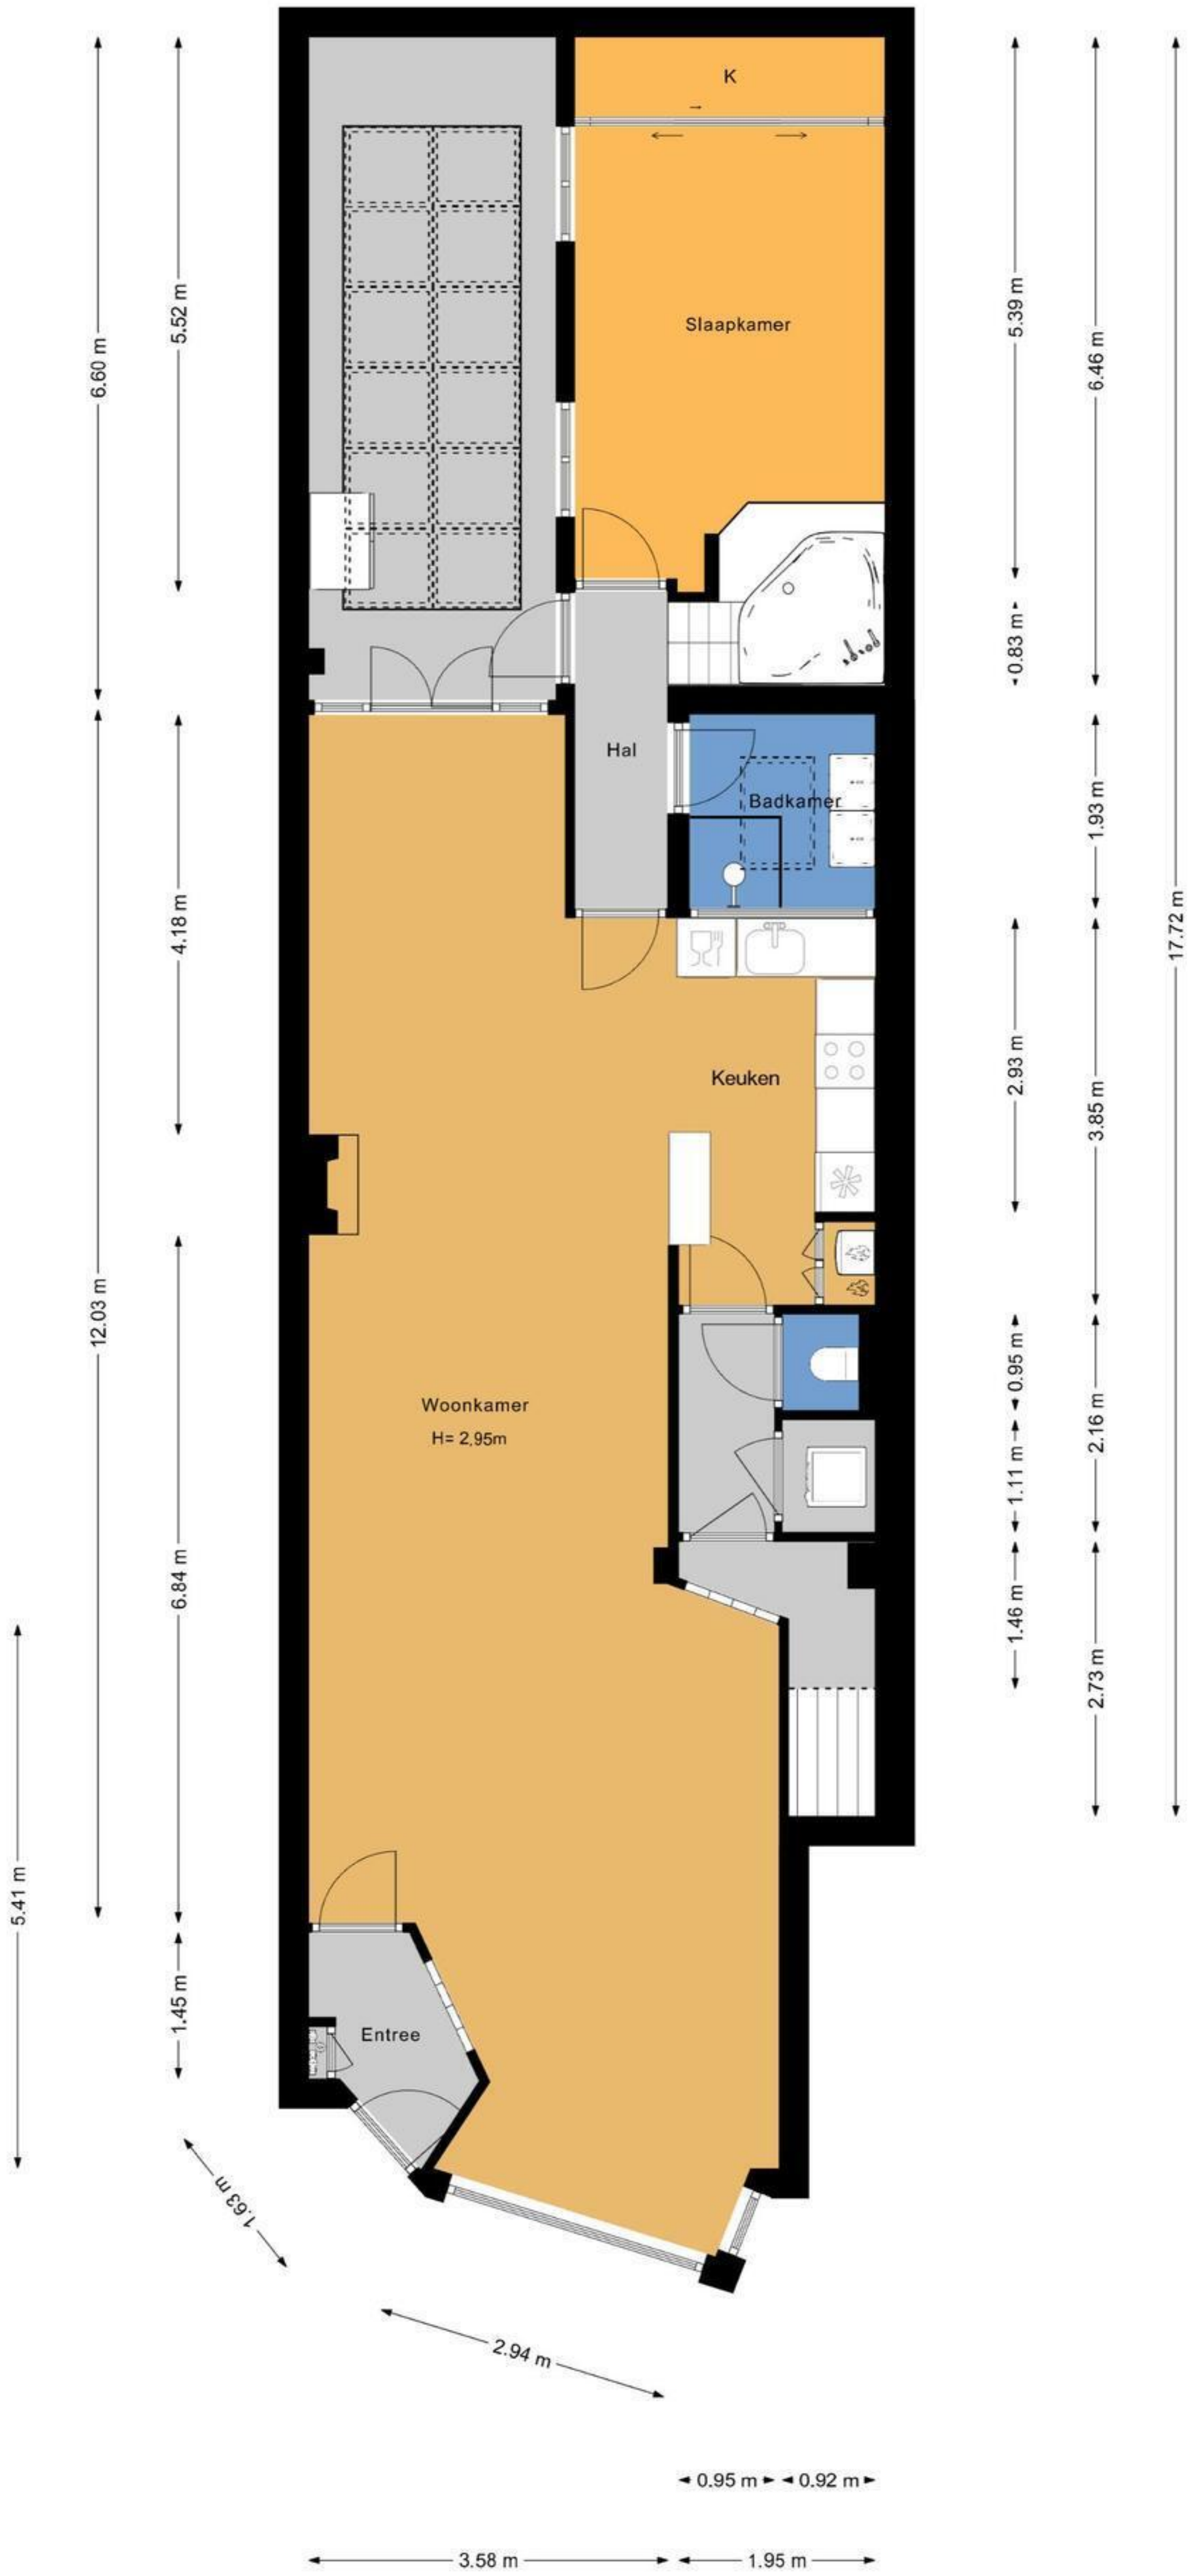 K
Slaapkamer
Hal
Badkamer
Keuken
Woonkamer
H= 2,95m
Entree
6.60 m
5.52 m
5.39 m
6.46 m
0.83 m
17.72 m
12.03 m
4.18 m
1.93 m
2.93 m
3.85 m
0.95 m
2.16 m
1.11 m
6.84 m
1.46 m
2.73 m
5.41 m
1.45 m
1.63 m
2.94 m
0.95 m
0.92 m
3.58 m
1.95 m